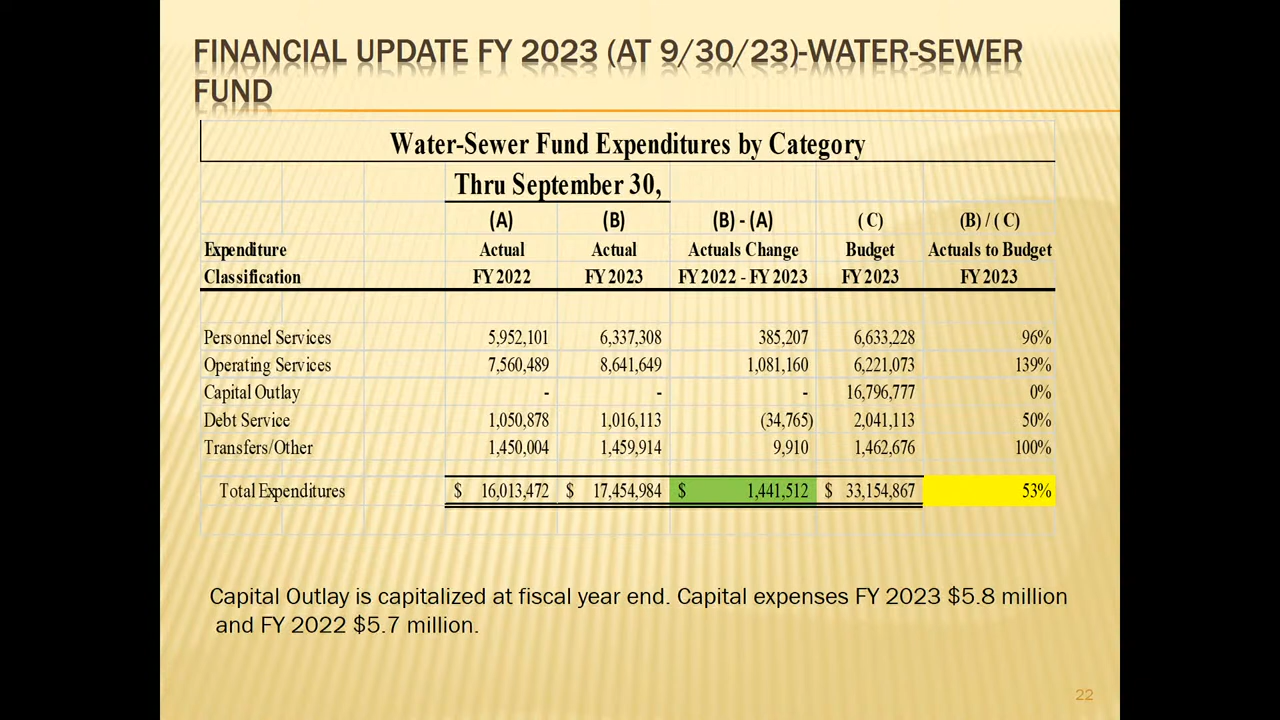 FINANCIAL UPDATE FY 2023 (AT 9/30/23)-WATER-SEWER
FUND
Water-Sewer Fund Expenditures by Category
Thru September 30,
(A) (B) (B) - (A) ( C) (B) / ( C)
Expenditure Actual Actual Actuals Change Budget Actuals to Budget
Classification FY 2022 FY 2023 FY 2022 - FY 2023 FY 2023 FY 2023
Personnel Services 5,952,101 6,337,308 385,207 6,633,228 96%
Operating Services 7,560,489 8,641,649 1,081,160 6,221,073 139%
Capital Outlay - - - 16,796,777 0%
Debt Service 1,050,878 1,016,113 (34,765) 2,041,113 50%
Transfers/Other 1,450,004 1,459,914 9,910 1,462,676 100%
Total Expenditures $ 16,013,472 $ 17,454,984 $ 1,441,512 $ 33,154,867 53%
Capital Outlay is capitalized at fiscal year end. Capital expenses FY 2023 $5.8 million
and FY 2022 $5.7 million.
22